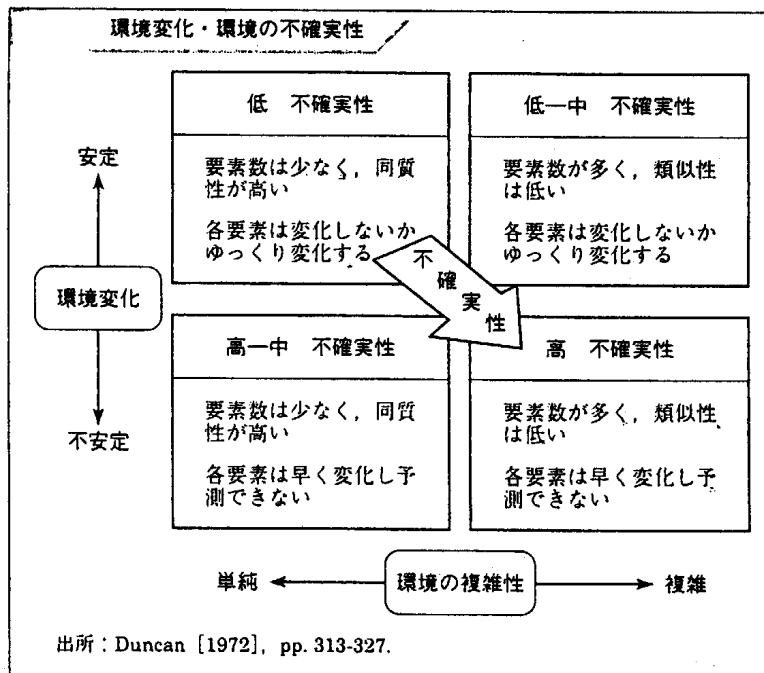 環境変化・環境の不確実性
低 不確実性
要素数は少なく，同質
性が高い
各要素は変化しないか
ゆっくり変化する
低―中 不確実性
要素数が多く，類似性
は低い
各要素は変化しないか
ゆっくり変化する
安定
環境変化
不安定
不確実性
高―中 不確実性
要素数は少なく，同質
性が高い
各要素は早く変化し予
測できない
高 不確実性
要素数が多く，類似性
は低い
各要素は早く変化し予
測できない
単純
環境の複雑性
複雑
出所：Duncan [1972], pp. 313-327.